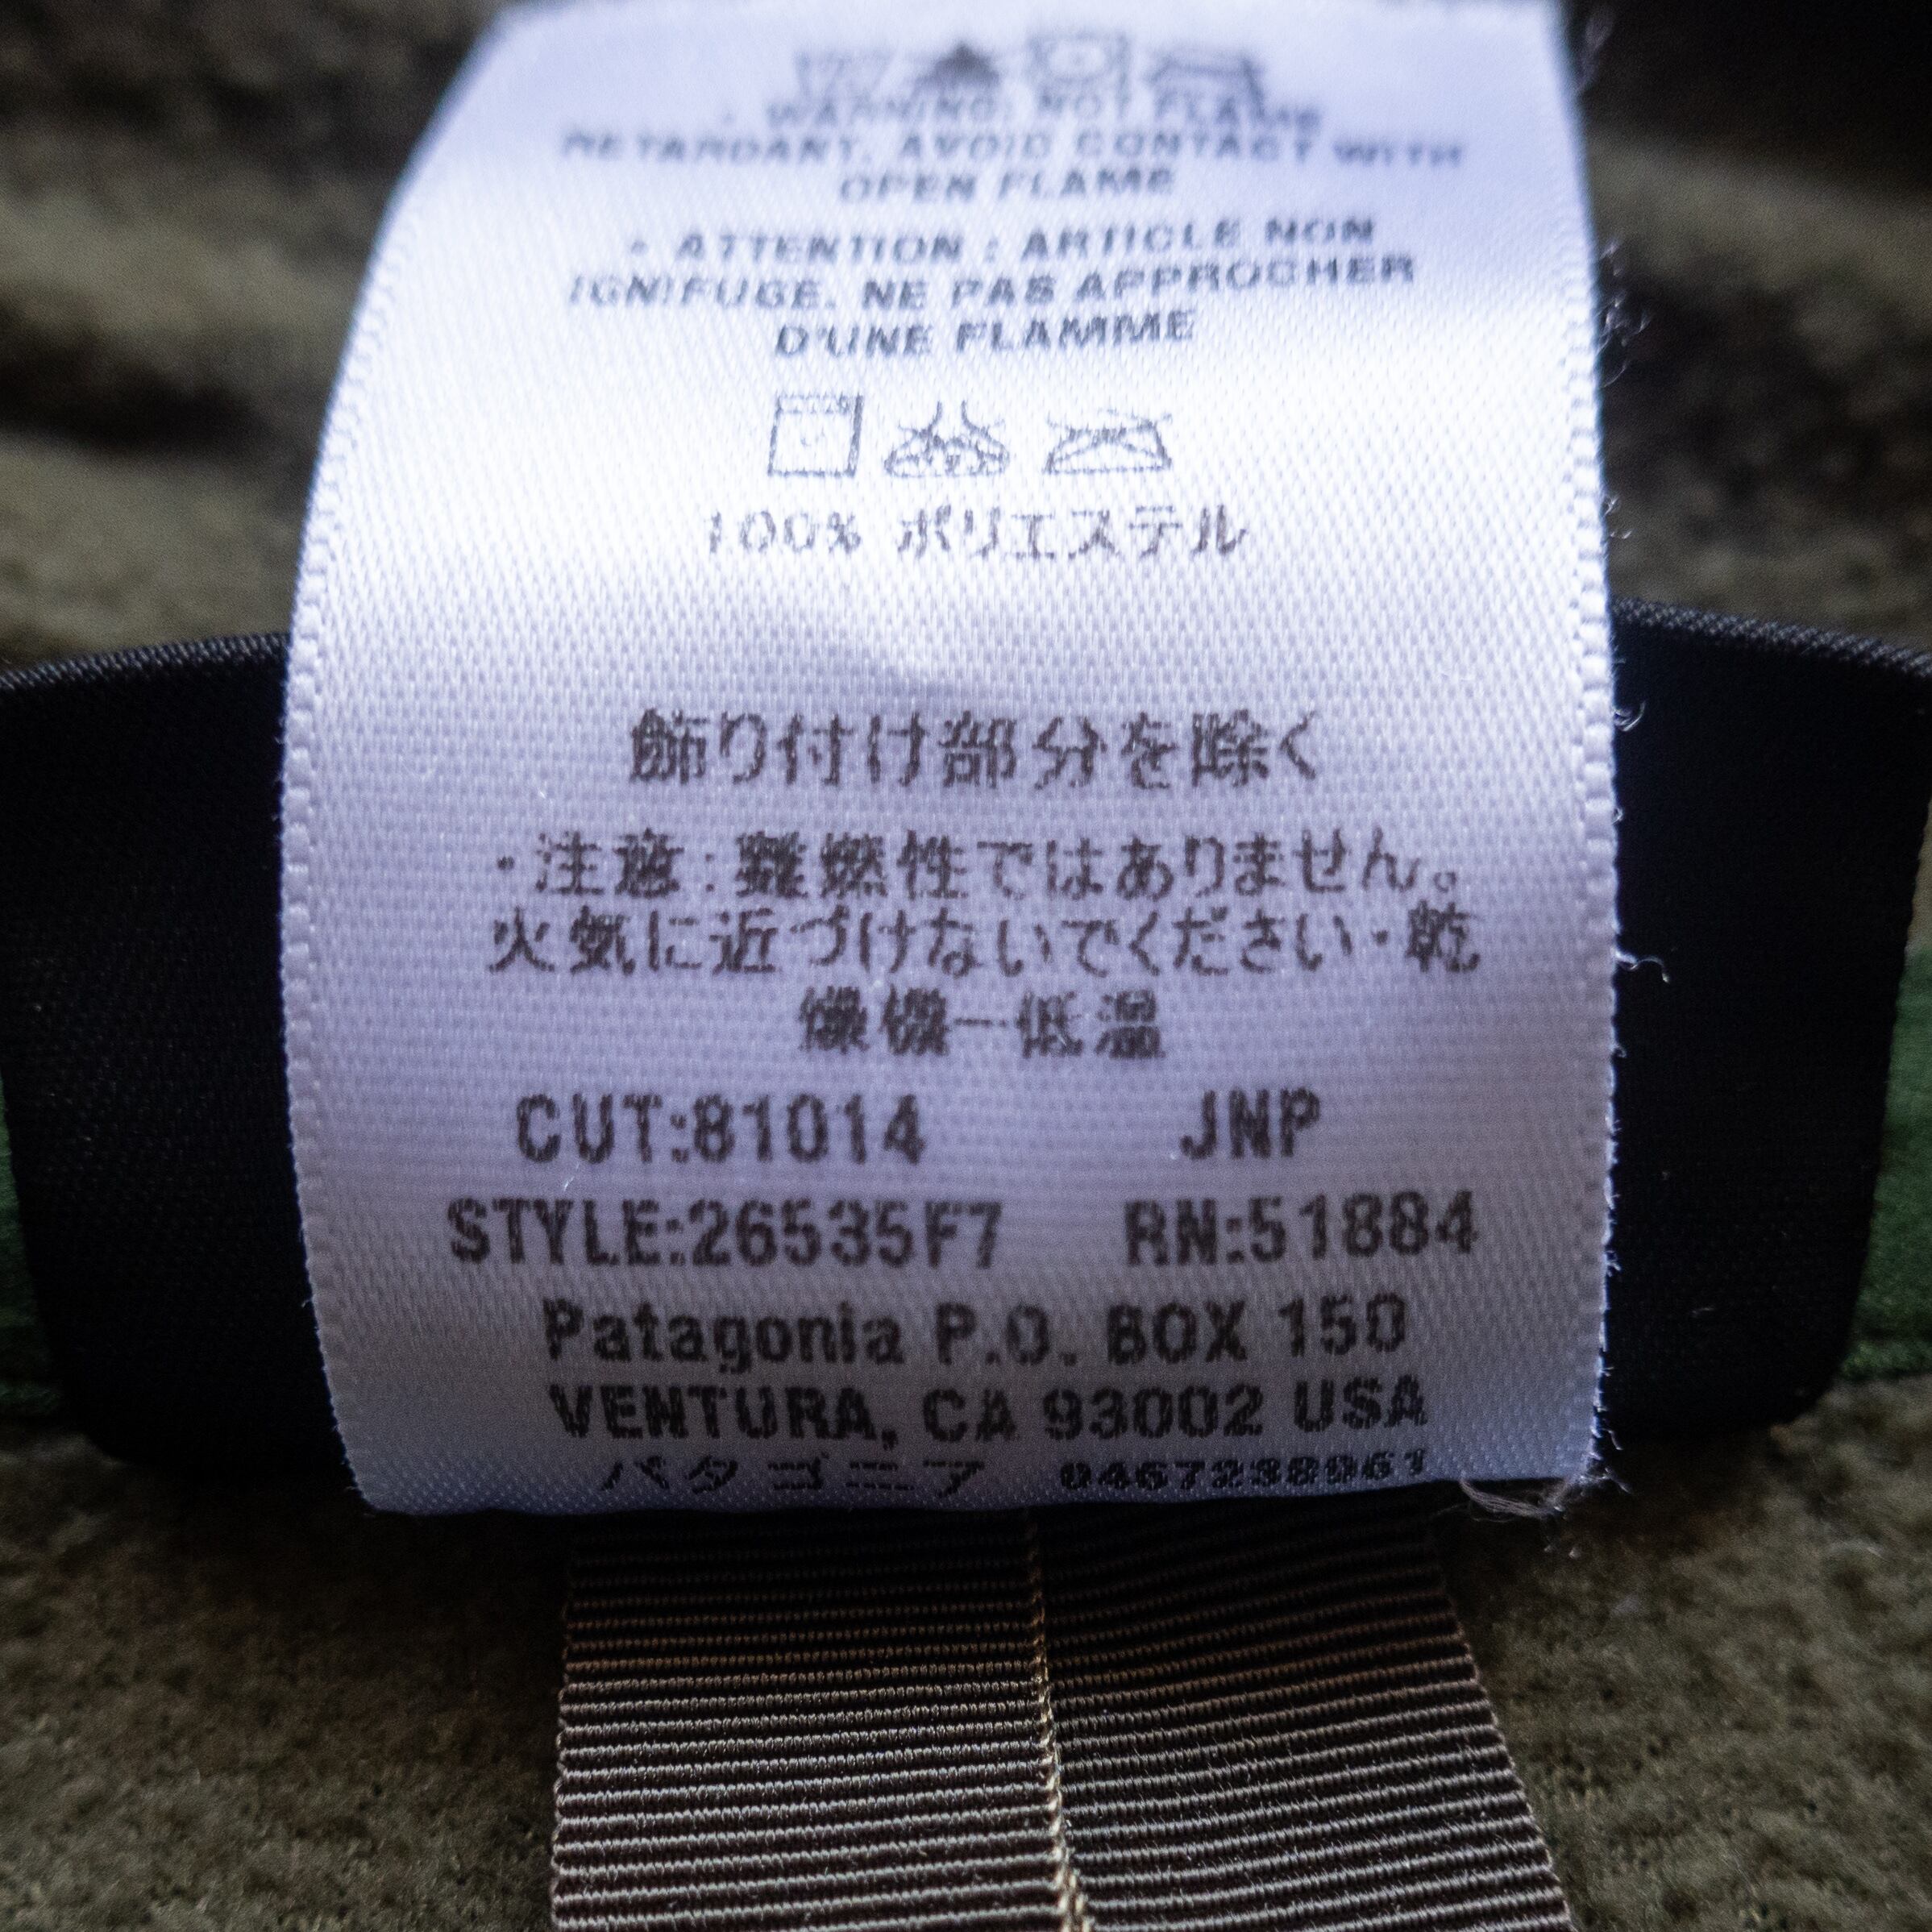 · WARNING: NOT FLAME
RETARDANT. AVOID CONTACT WITH
OPEN FLAME
• ATTENTION : ARTICLE NON
IGNIFUGE. NE PAS APPROCHER
D'UNE FLAMME
100% ポリエステル
飾り付け部分を除く
・注意:難燃性ではありません。
火気に近づけないでください・乾
燥機ー低温
CUT:81014 JNP
STYLE:26535F7 RN:51884
Patagonia P.O. BOX 150
VENTURA, CA 93002 USA
パタゴニア